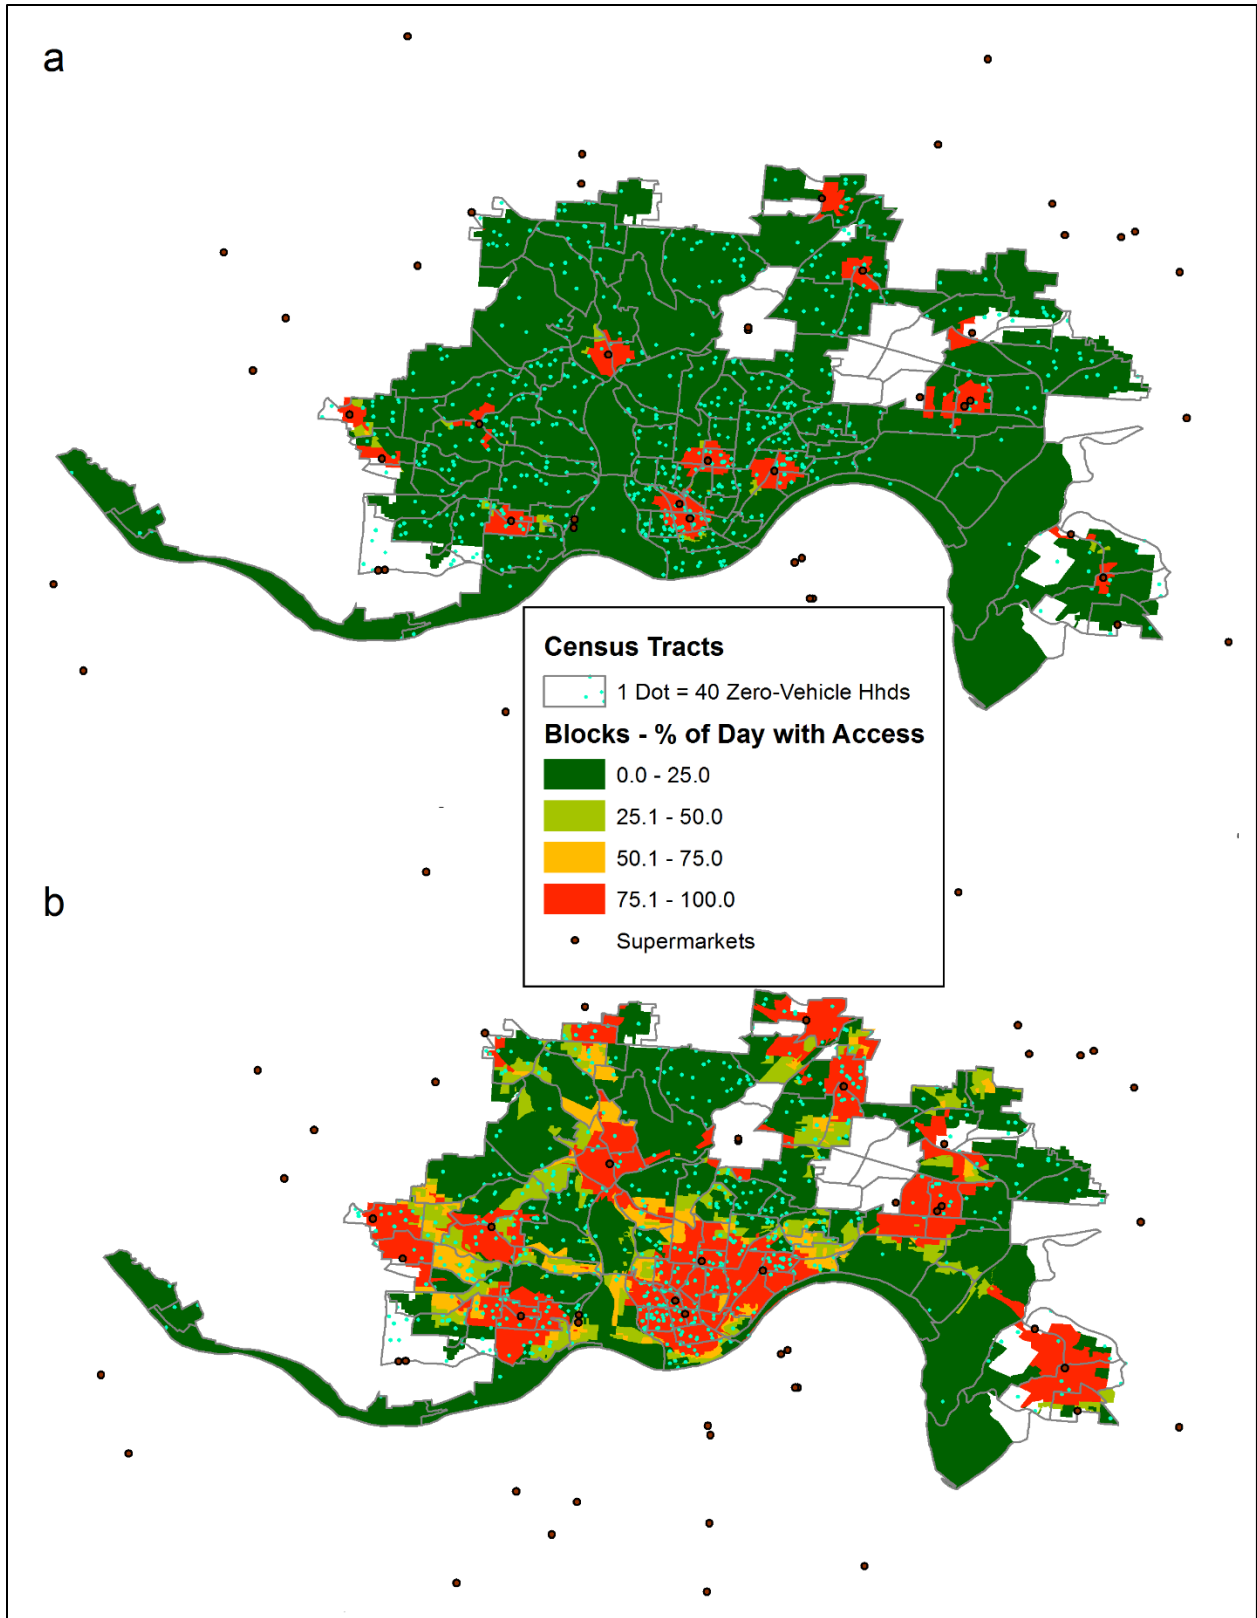 a
Census Tracts
1 Dot = 40 Zero-Vehicle Hhds
Blocks - % of Day with Access
0.0 - 25.0
25.1 - 50.0
50.1 - 75.0
75.1 - 100.0
Supermarkets
b